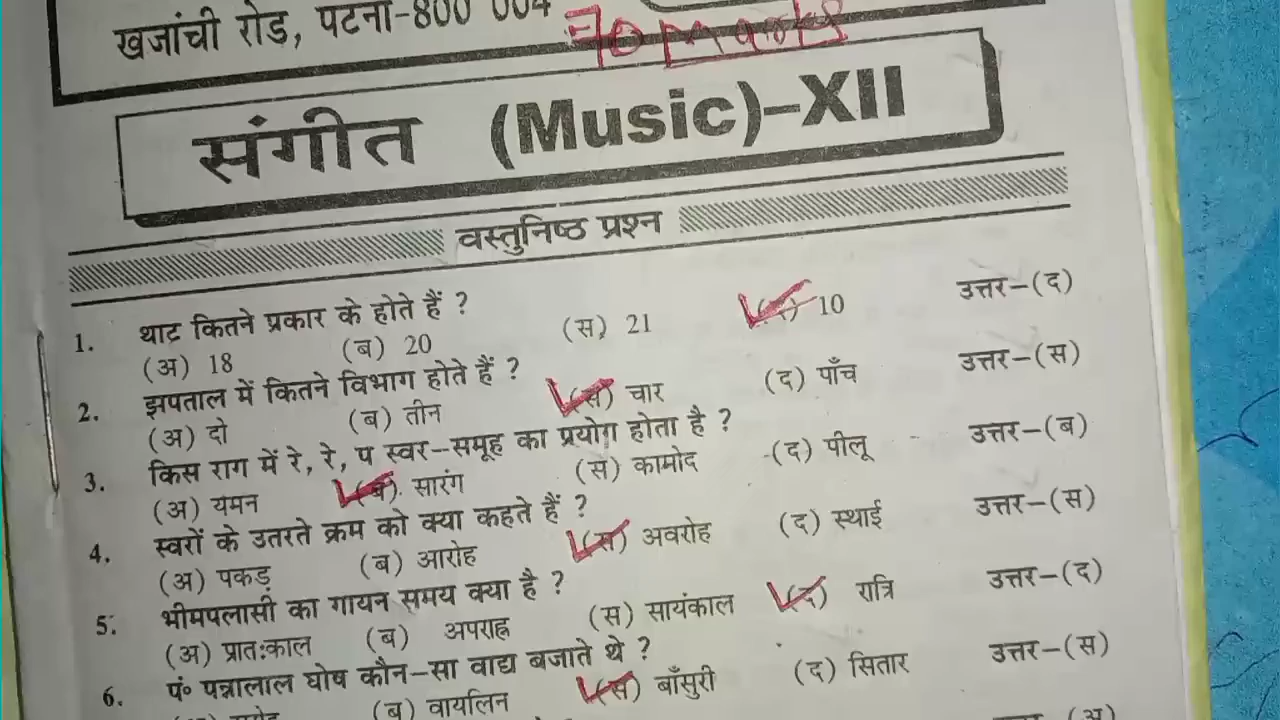 खजांची रोड, पटना-800 004
70 Marks
संगीत (Music)-XII
वस्तुनिष्ठ प्रश्न
1. थाट कितने प्रकार के होते हैं ?
(अ) 18 (ब) 20 (स) 21 10 उत्तर-(द)
2. झपताल में कितने विभाग होते हैं ?
(अ) दो (ब) तीन (स) चार (द) पाँच उत्तर-(स)
3. किस राग में रे, रे, प स्वर-समूह का प्रयोग होता है ?
(अ) यमन (ब) सारंग (स) कामोद (द) पीलू उत्तर-(ब)
4. स्वरों के उतरते क्रम को क्या कहते हैं ?
(अ) पकड़ (ब) आरोह (स) अवरोह (द) स्थाई उत्तर-(स)
5. भीमपलासी का गायन समय क्या है ?
(अ) प्रातःकाल (ब) अपराह्न (स) सायंकाल (द) रात्रि उत्तर-(द)
6. पं० पन्नालाल घोष कौन-सा वाद्य बजाते थे ?
(ब) वायलिन (स) बाँसुरी (द) सितार उत्तर-(स)